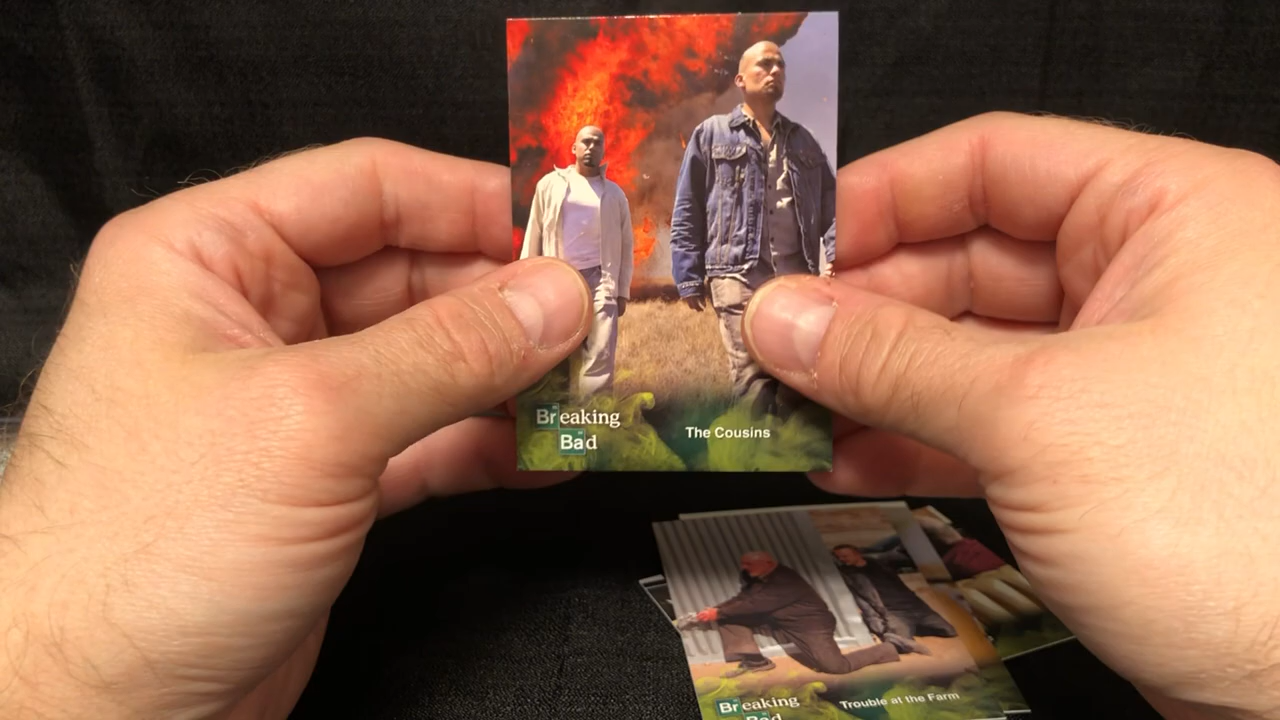 Breaking
Bad
The Cousins
Breaking
Bad
Trouble at the Farm